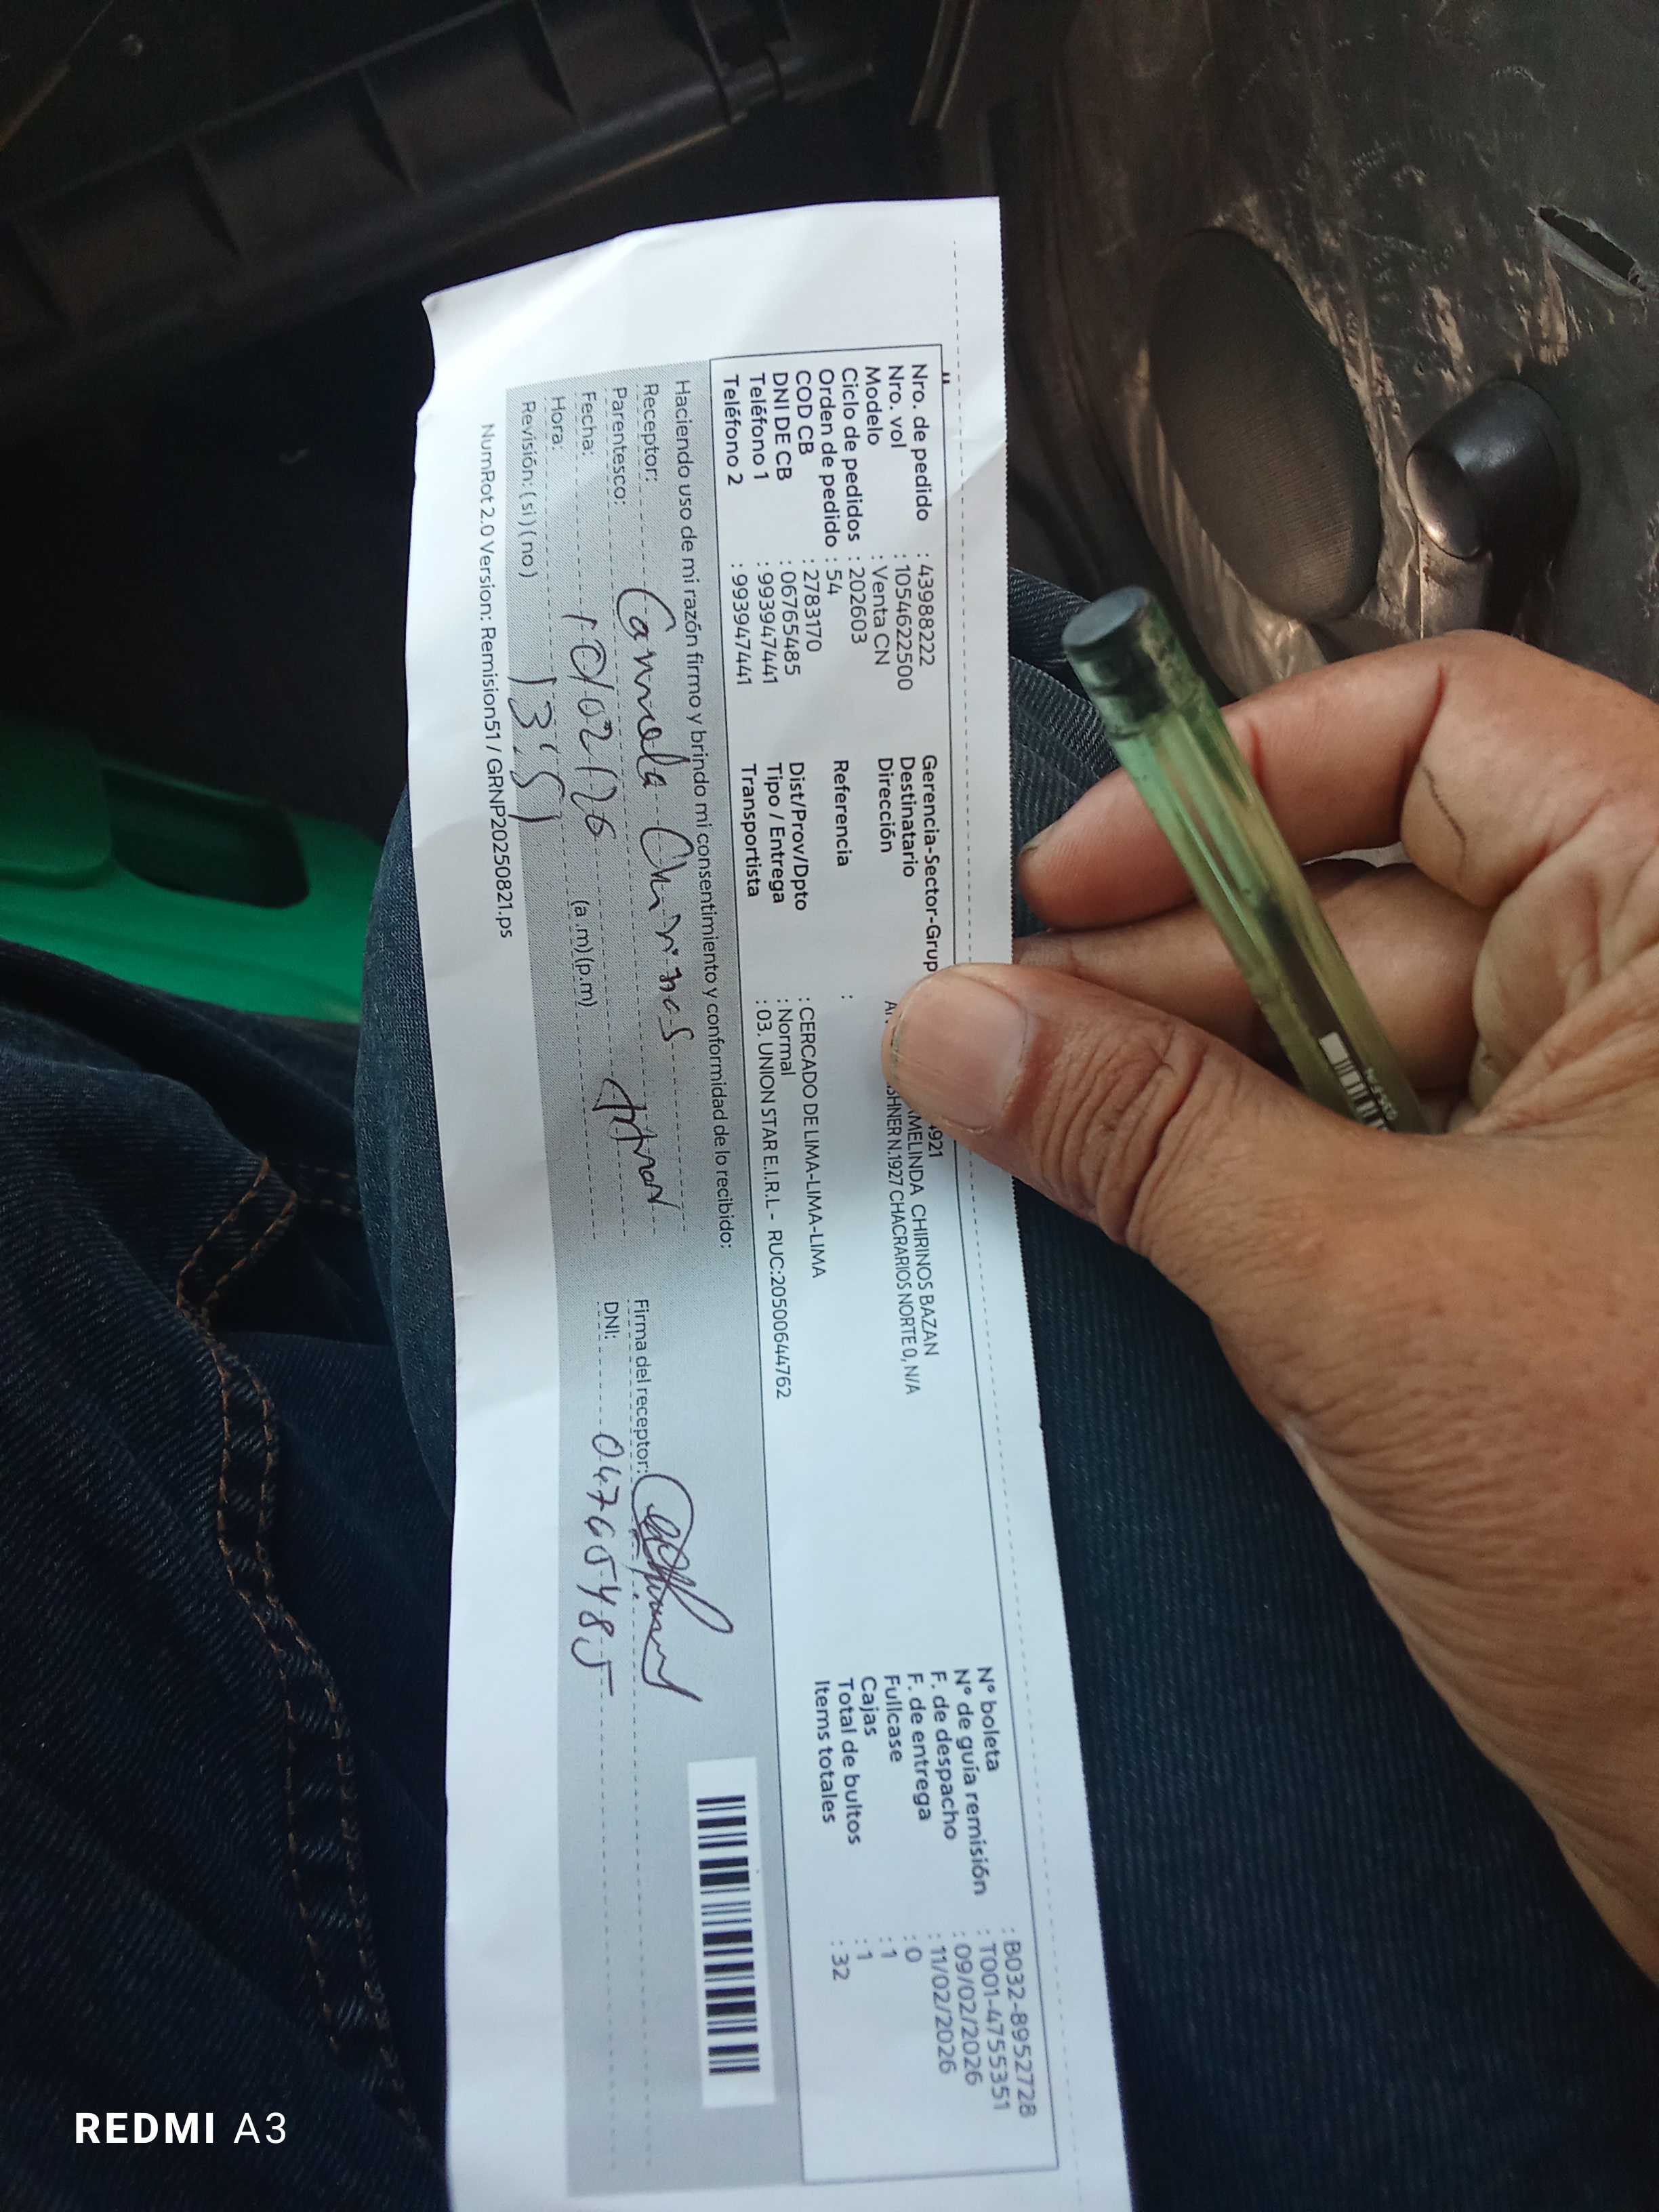 Nro. de pedido : 43988222
Nro. vol : 1054622500
Modelo : Venta CN
Ciclo de pedidos : 202603
Orden de pedido : 54
COD CB : 2783170
DNI DE CB : 06765485
Teléfono 1 : 993947441
Teléfono 2 : 993947441
Gerencia-Sector-Grup 4921
Destinatario MELINDA CHIRINOS BAZAN
Dirección SHNER N.1927 CHACRARIOS NORTE 0, N/A
Referencia :
Dist/Prov/Dpto : CERCADO DE LIMA-LIMA-LIMA
Tipo / Entrega : Normal
Transportista : 03. UNION STAR E.I.R.L - RUC:20500644762
N° boleta : B032-8952728
N° de guía remisión : T001-47555351
F. de despacho : 09/02/2026
F. de entrega : 11/02/2026
Fullcase : 0
Cajas : 1
Total de bultos : 1
Items totales : 32
Haciendo uso de mi razón firmo y brindo mi consentimiento y conformidad de lo recibido:
Receptor: Carmela Chirinos
Parentesco:
Fecha: 10/02/26
Hora: 13:51 (a.m) (p.m)
Revisión: (si) (no)
Firma del receptor:
DNI: 04765485
NumRot 2.0 Version: Remision51 / GRNP20250821.ps
REDMI A3